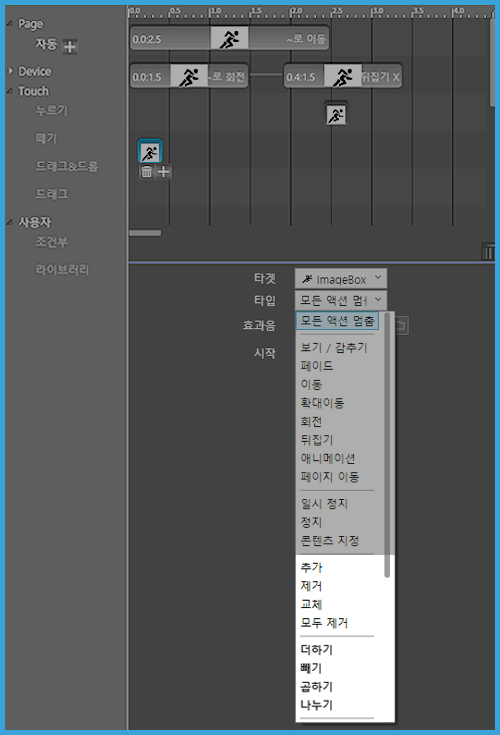 Page
자동
Device
Touch
누르기
떼기
드래그&드롭
드래그
사용자
조건부
라이브러리
0.0 0.5 1.0 1.5 2.0 2.5 3.0 3.5 4.0
0.0:2.5 ~로 이동
0.0:1.5 ~로 회전 0.4:1.5 뒤집기 X
타겟 ImageBox
타입 모든 액션 멈춤
효과음
시작
모든 액션 멈춤
보기 / 감추기
페이드
이동
확대이동
회전
뒤집기
애니메이션
페이지 이동
일시 정지
정지
콘텐츠 지정
추가
제거
교체
모두 제거
더하기
빼기
곱하기
나누기